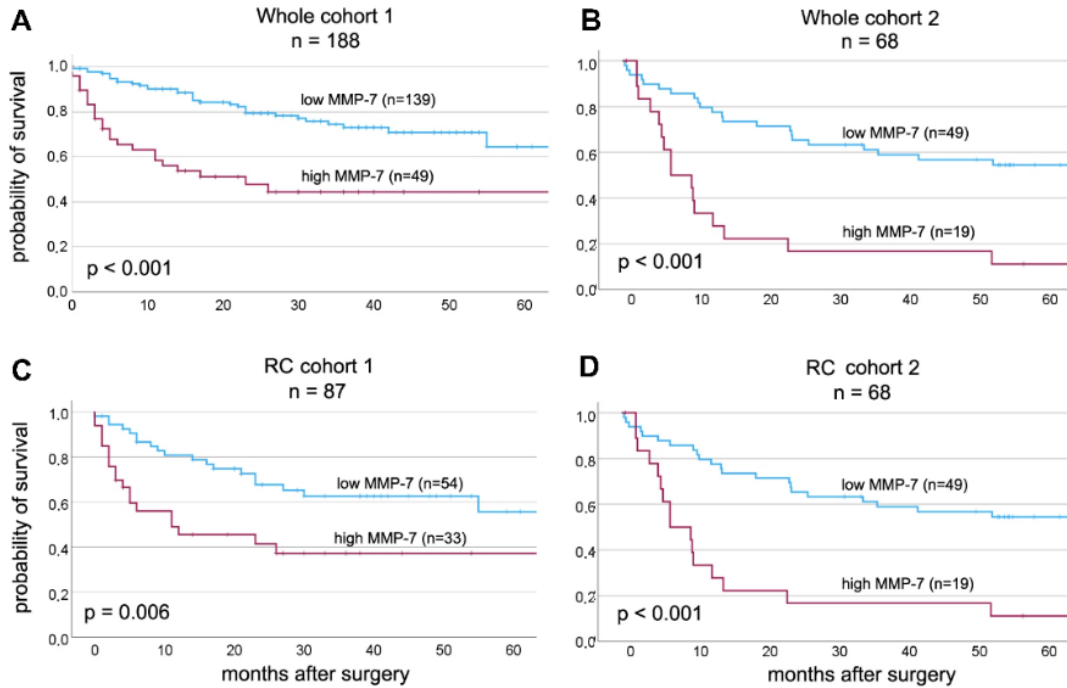 A
Whole cohort 1
n = 188
probability of survival
1,0
0,8
0,6
0,4
0,2
0,0
low MMP-7 (n=139)
high MMP-7 (n=49)
p < 0.001
0 10 20 30 40 50 60
B
Whole cohort 2
n = 68
1,0
0,8
0,6
0,4
0,2
0,0
low MMP-7 (n=49)
high MMP-7 (n=19)
p < 0.001
0 10 20 30 40 50 60
C
RC cohort 1
n = 87
probability of survival
1,0
0,8
0,6
0,4
0,2
0,0
low MMP-7 (n=54)
high MMP-7 (n=33)
p = 0.006
0 10 20 30 40 50 60
months after surgery
D
RC cohort 2
n = 68
1,0
0,8
0,6
0,4
0,2
0,0
low MMP-7 (n=49)
high MMP-7 (n=19)
p < 0.001
0 10 20 30 40 50 60
months after surgery